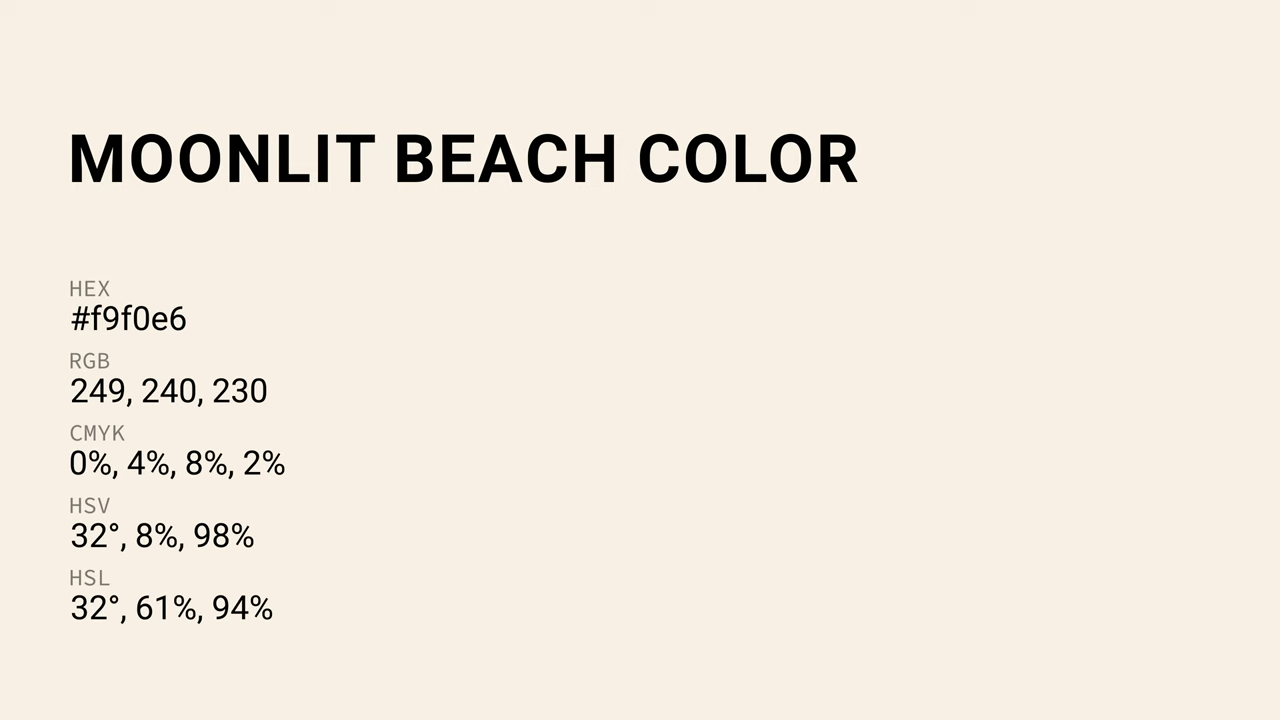 MOONLIT BEACH COLOR
HEX
#f9f0e6
RGB
249, 240, 230
CMYK
0%, 4%, 8%, 2%
HSV
32°, 8%, 98%
HSL
32°, 61%, 94%